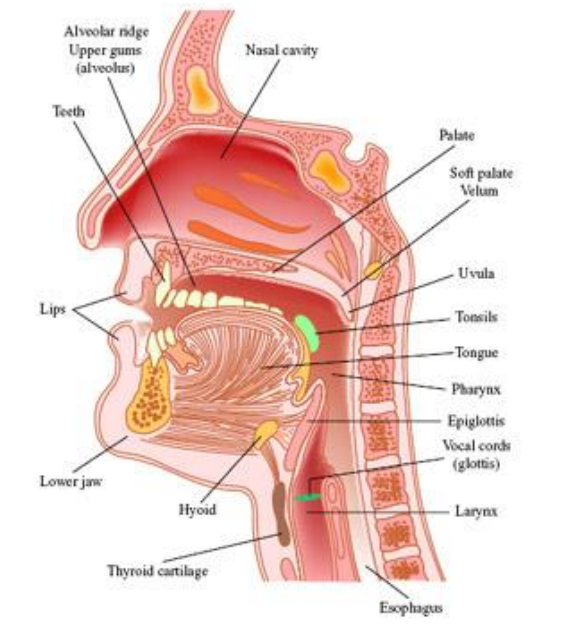 Alveolar ridge
Upper gums
(alveolus)
Nasal cavity
Teeth
Palate
Soft palate
Velum
Uvula
Lips
Tonsils
Tongue
Pharynx
Epiglottis
Vocal cords
(glottis)
Lower jaw
Hyoid
Larynx
Thyroid cartilage
Esophagus